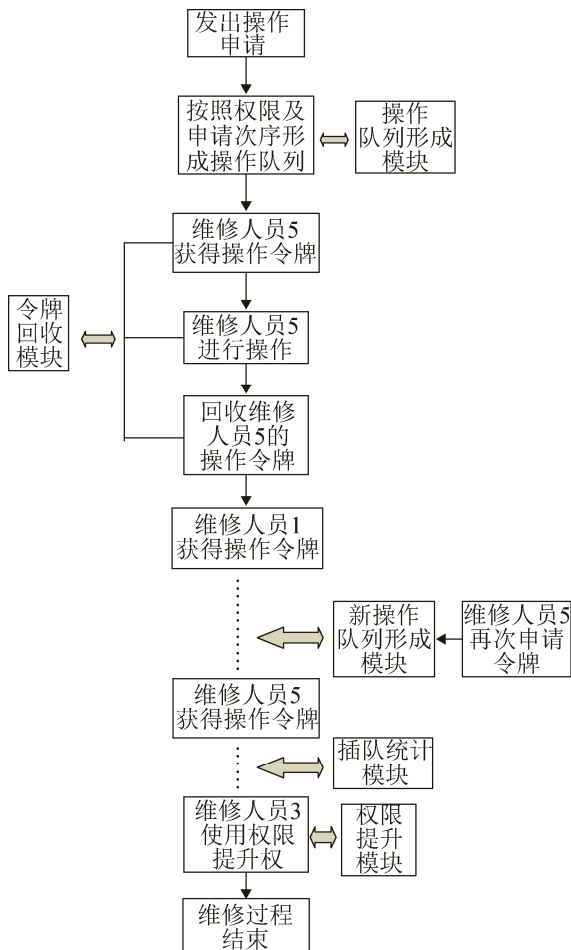 发出操作
申请
按照权限及
申请次序形
成操作队列
操作
队列形成
模块
维修人员5
获得操作令牌
令牌
回收
模块
维修人员5
进行操作
回收维修
人员5的
操作令牌
维修人员1
获得操作令牌
新操作
队列形成
模块
维修人员5
再次申请
令牌
维修人员5
获得操作令牌
插队统计
模块
维修人员3
使用权限
提升权
权限
提升
模块
维修过程
结束